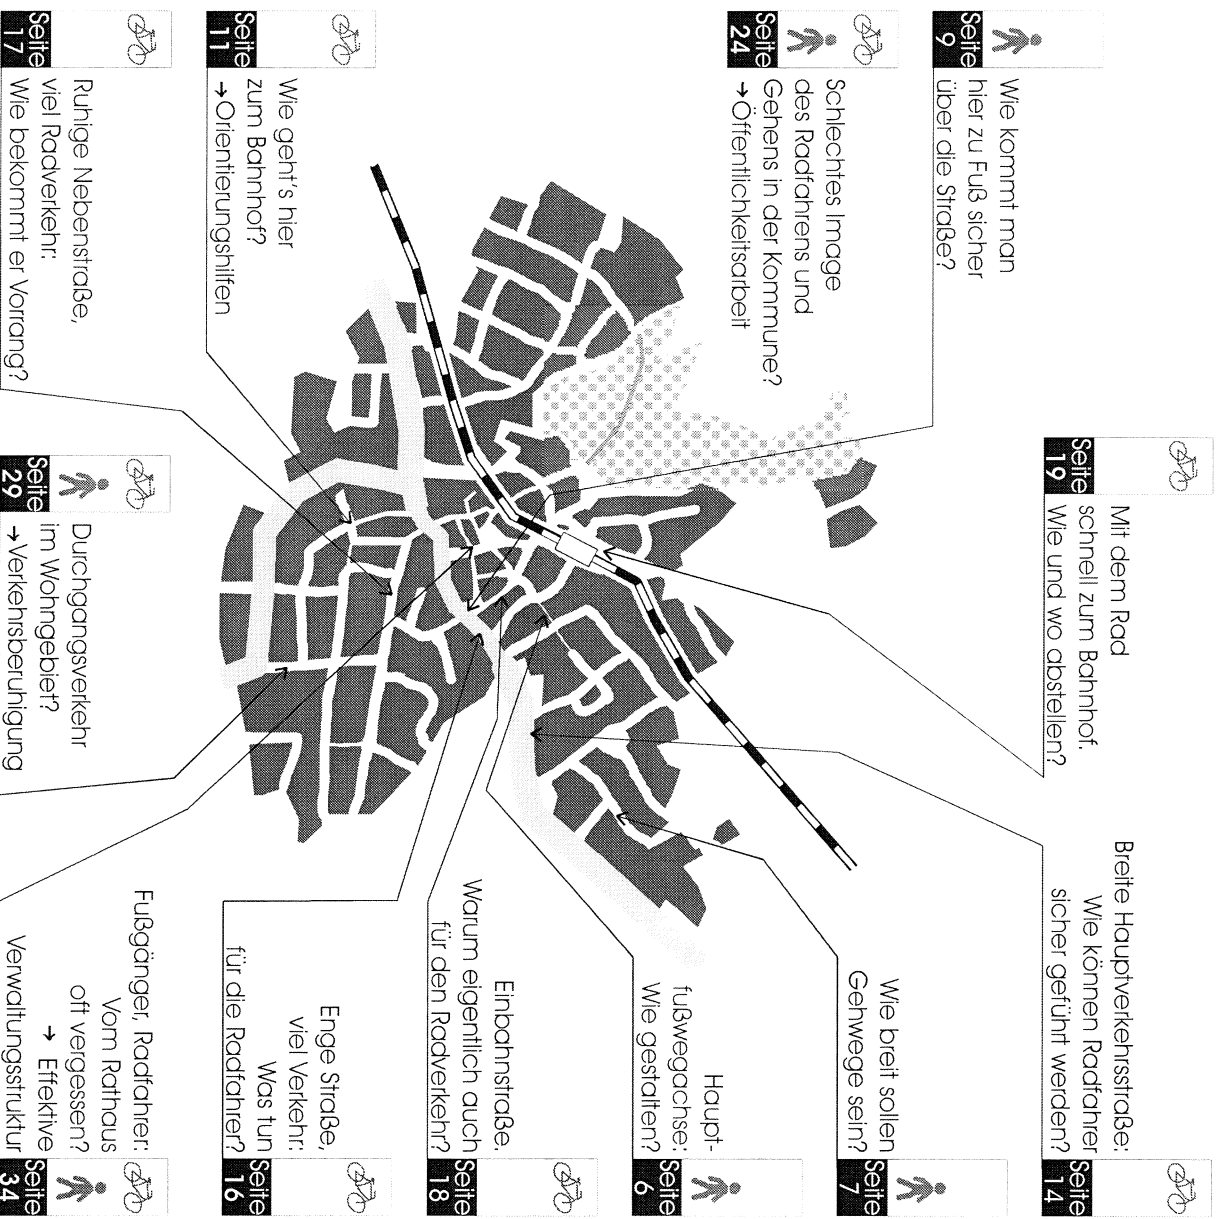 Seite
9
Wie kommt man
hier zu Fuß sicher
über die Straße?
Seite
24
Schlechtes Image
des Radfahrens und
Gehens in der Kommune?
→Öffentlichkeitsarbeit
Seite
11
Wie geht's hier
zum Bahnhof?
→Orientierungshilfen
Seite
17
Ruhige Nebenstraße,
viel Radverkehr:
Wie bekommt er Vorrang?
Seite
19
Mit dem Rad
schnell zum Bahnhof.
Wie und wo abstellen?
Seite
29
Durchgangsverkehr
im Wohngebiet?
→Verkehrsberuhigung
Breite Hauptverkehrsstraße:
Wie können Radfahrer
sicher geführt werden?
Seite
14
Wie breit sollen
Gehwege sein?
Seite
7
Haupt-
fußwegachse:
Wie gestalten?
Seite
6
Einbahnstraße.
Warum eigentlich auch
für den Radverkehr?
Seite
18
Enge Straße,
viel Verkehr:
Was tun
für die Radfahrer?
Seite
16
Fußgänger, Radfahrer:
Vom Rathaus
oft vergessen?
→ Effektive
Verwaltungsstruktur
Seite
34